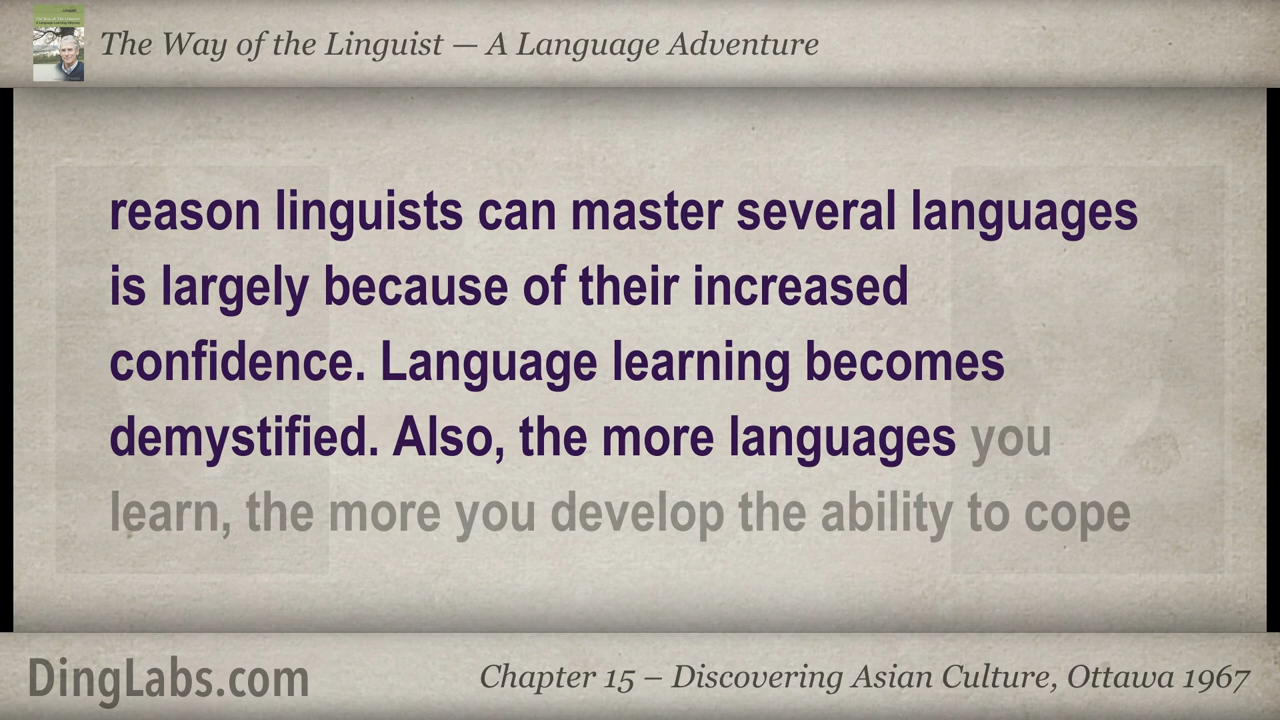 The Way of the Linguist — A Language Adventure
reason linguists can master several languages
is largely because of their increased
confidence. Language learning becomes
demystified. Also, the more languages you
learn, the more you develop the ability to cope
DingLabs.com
Chapter 15 – Discovering Asian Culture, Ottawa 1967